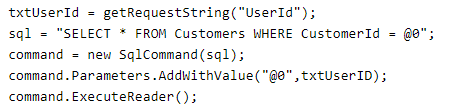 txtUserId = getRequestString("UserId");
sql = "SELECT * FROM Customers WHERE CustomerId = @0";
command = new SqlCommand(sql);
command.Parameters.AddWithValue("@0",txtUserID);
command.ExecuteReader();